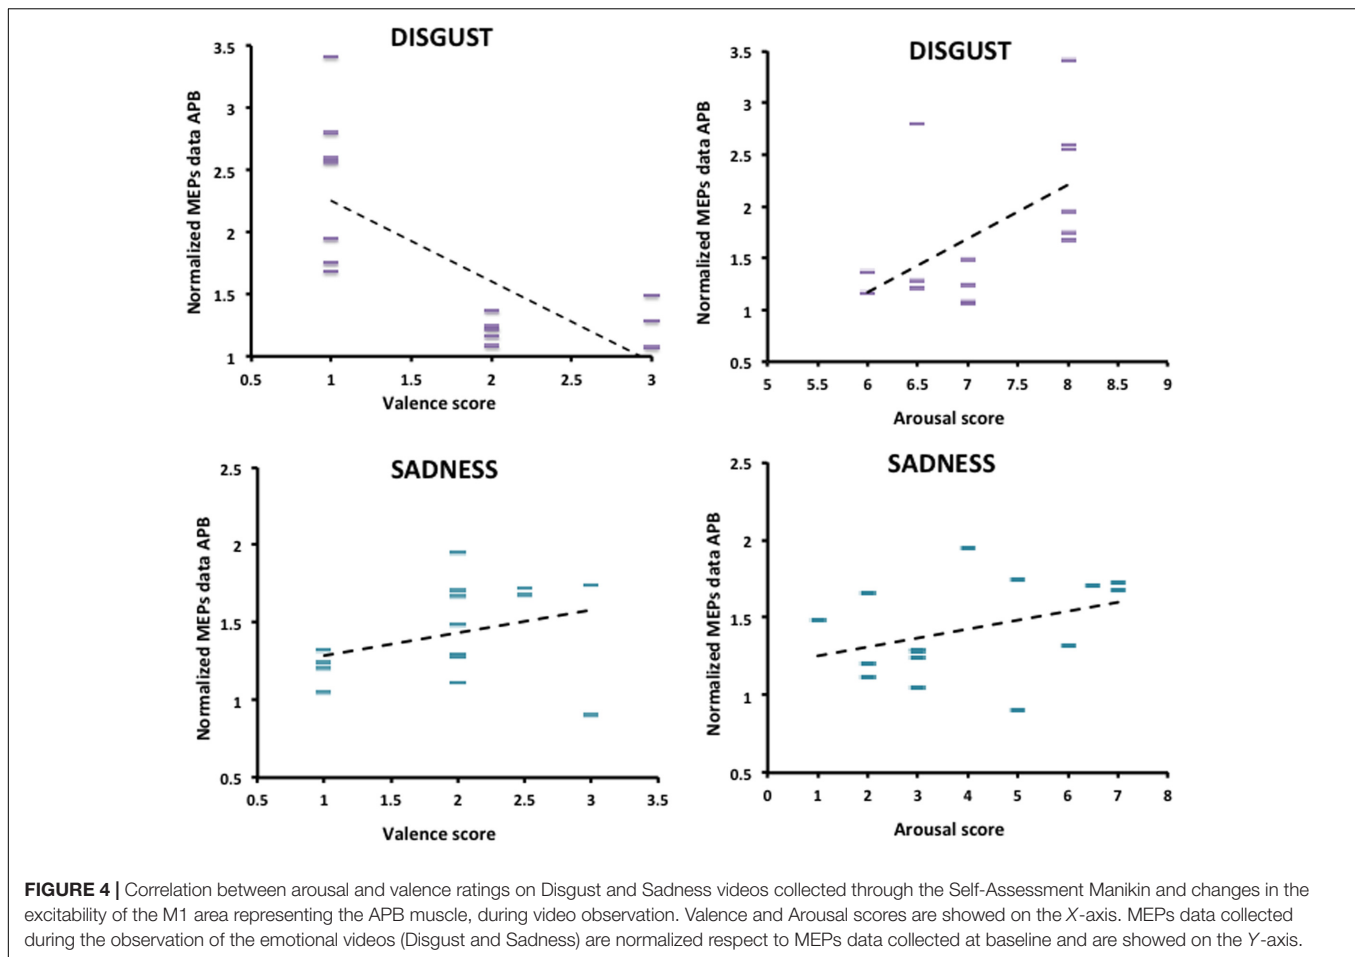 DISGUST
3.5
3
2.5
2
1.5
1
0.5 1 1.5 2 2.5 3
Normalized MEPs data APB
Valence score
DISGUST
3.5
3
2.5
2
1.5
1
0.5
5 5.5 6 6.5 7 7.5 8 8.5 9
Normalized MEPs data APB
Arousal score
SADNESS
2.5
2
1.5
1
0.5
0.5 1 1.5 2 2.5 3 3.5
Normalized MEPs data APB
Valence score
SADNESS
2.5
2
1.5
1
0.5
0 1 2 3 4 5 6 7 8
Normalized MEPs data APB
Arousal score
FIGURE 4 | Correlation between arousal and valence ratings on Disgust and Sadness videos collected through the Self-Assessment Manikin and changes in the
excitability of the M1 area representing the APB muscle, during video observation. Valence and Arousal scores are showed on the X-axis. MEPs data collected
during the observation of the emotional videos (Disgust and Sadness) are normalized respect to MEPs data collected at baseline and are showed on the Y-axis.